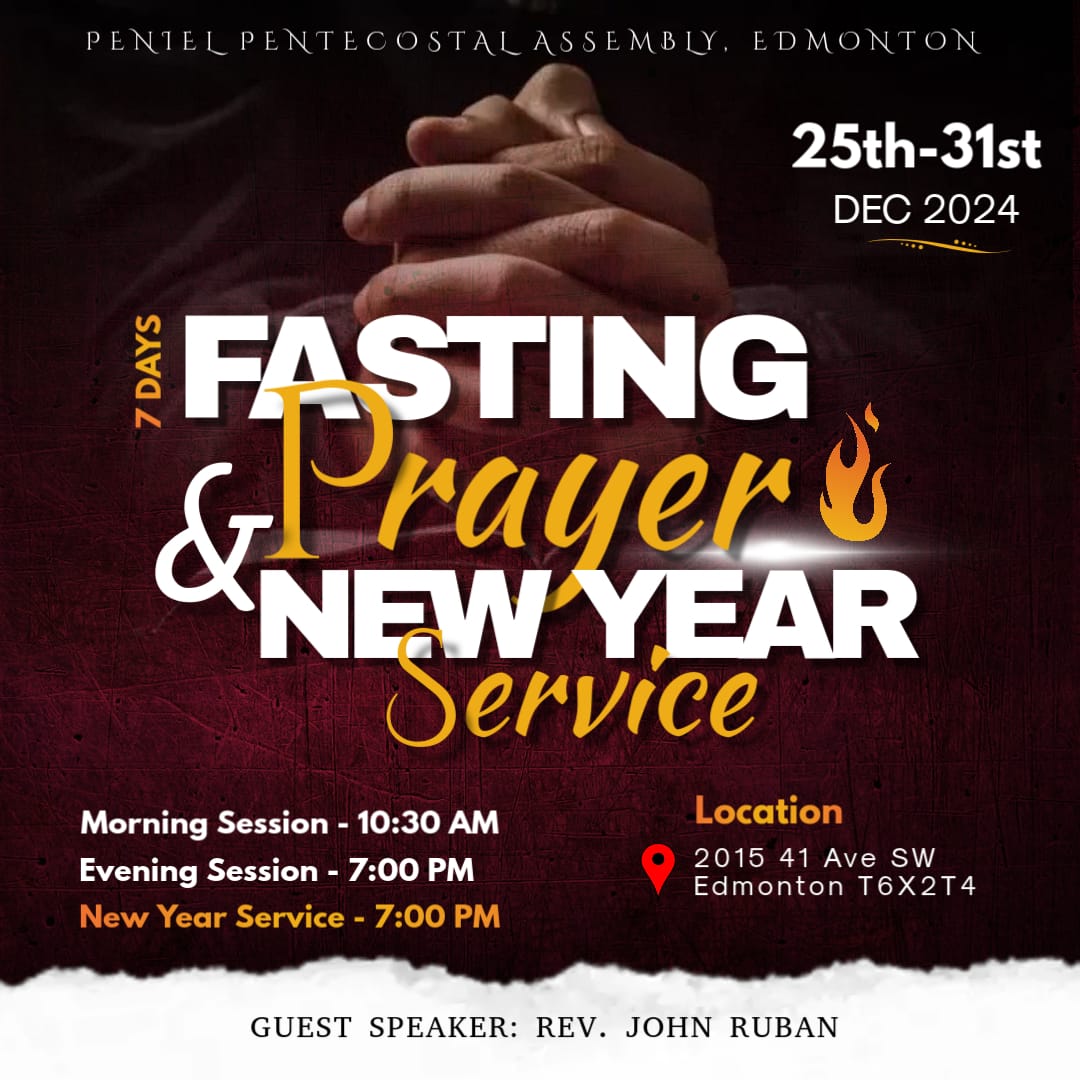 PENIEL PENTECOSTAL ASSEMBLY, EDMONTON
25th-31st
DEC 2024
7 DAYS
FASTING
Prayer
&
NEW YEAR
Service
Morning Session - 10:30 AM
Evening Session - 7:00 PM
New Year Service - 7:00 PM
Location
2015 41 Ave SW
Edmonton T6X2T4
GUEST SPEAKER: REV. JOHN RUBAN